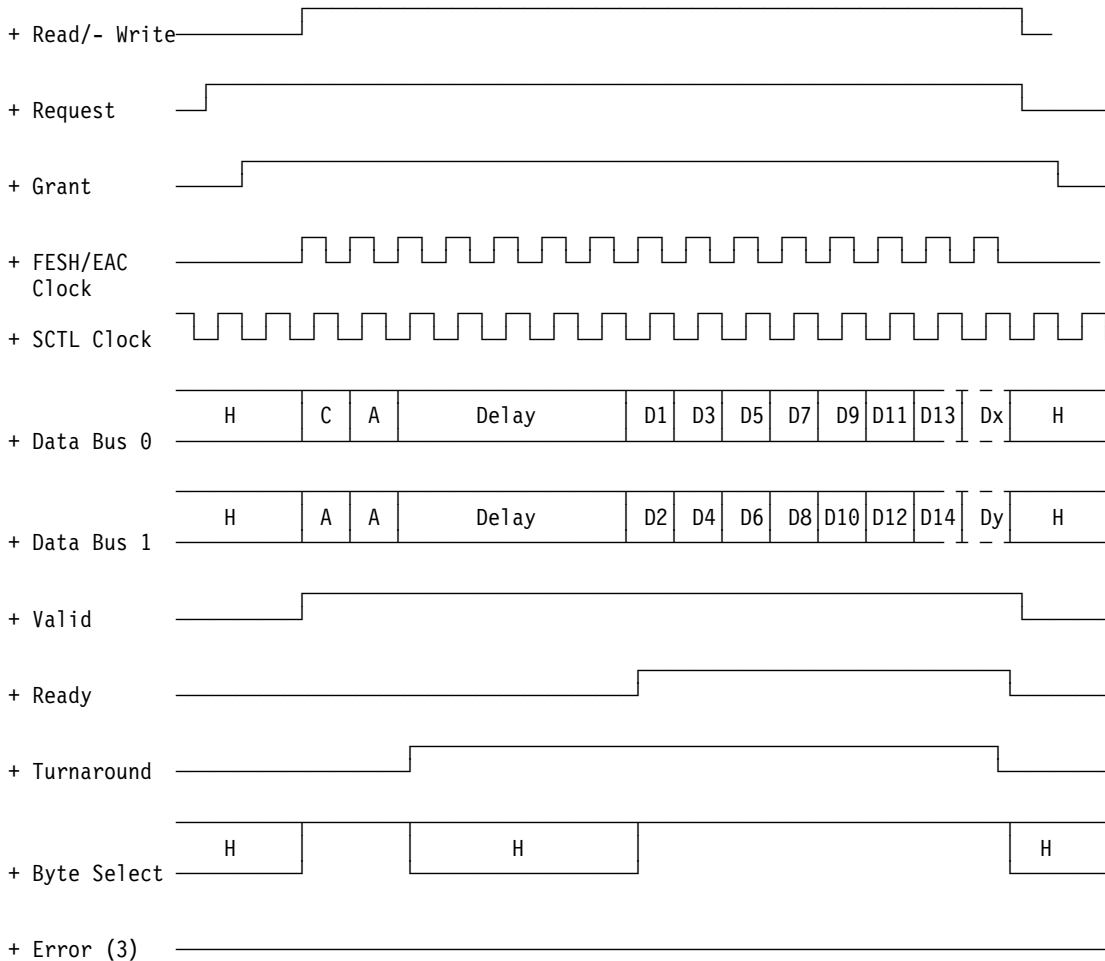 + Read/- Write
+ Request
+ Grant
+ FESH/EAC
Clock
+ SCTL Clock
H C A Delay D1 D3 D5 D7 D9 D11 D13 Dx H
+ Data Bus 0
H A A Delay D2 D4 D6 D8 D10 D12 D14 Dy H
+ Data Bus 1
+ Valid
+ Ready
+ Turnaround
H H H
+ Byte Select
+ Error (3)